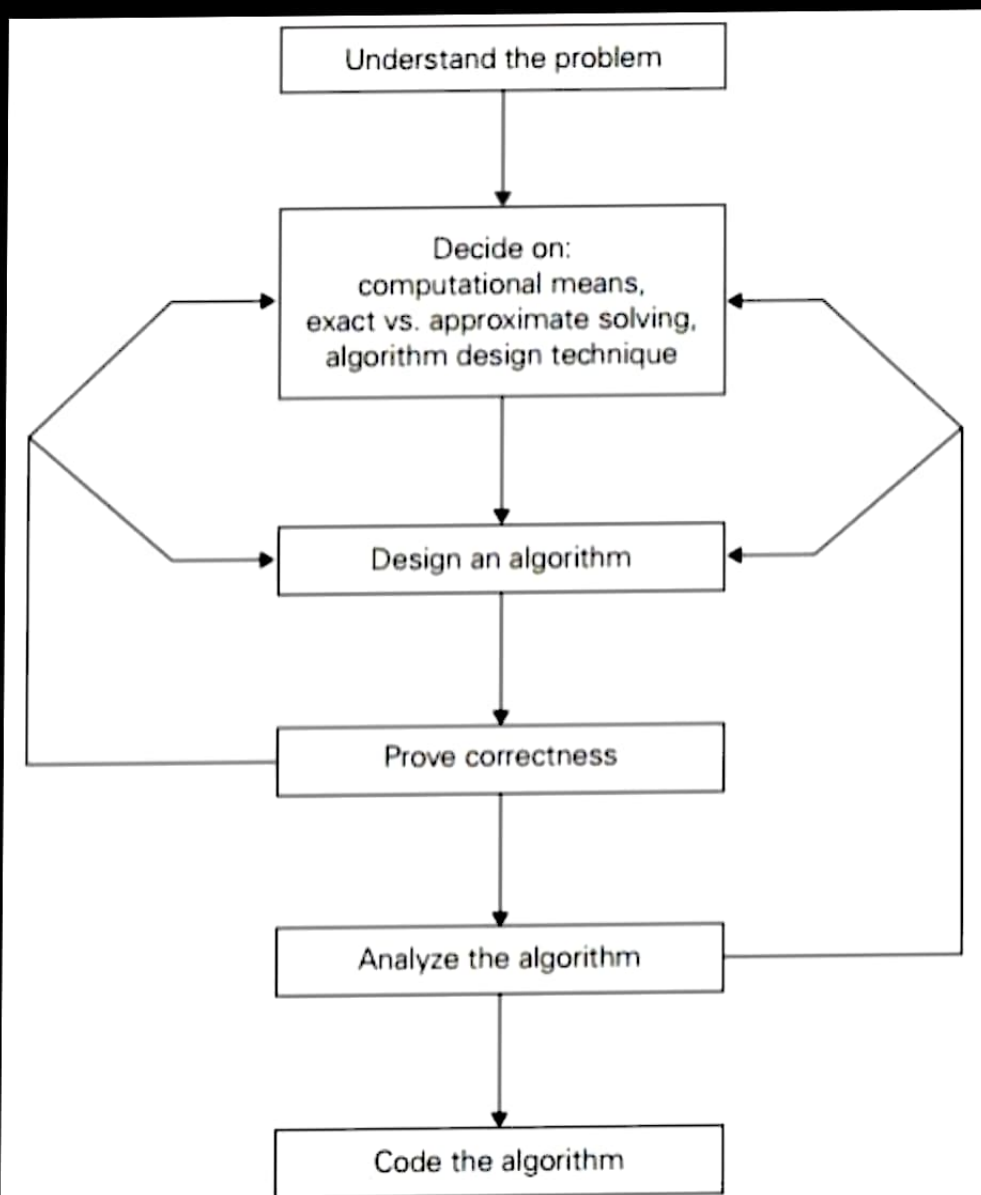 Understand the problem
Decide on:
computational means,
exact vs. approximate solving,
algorithm design technique
Design an algorithm
Prove correctness
Analyze the algorithm
Code the algorithm